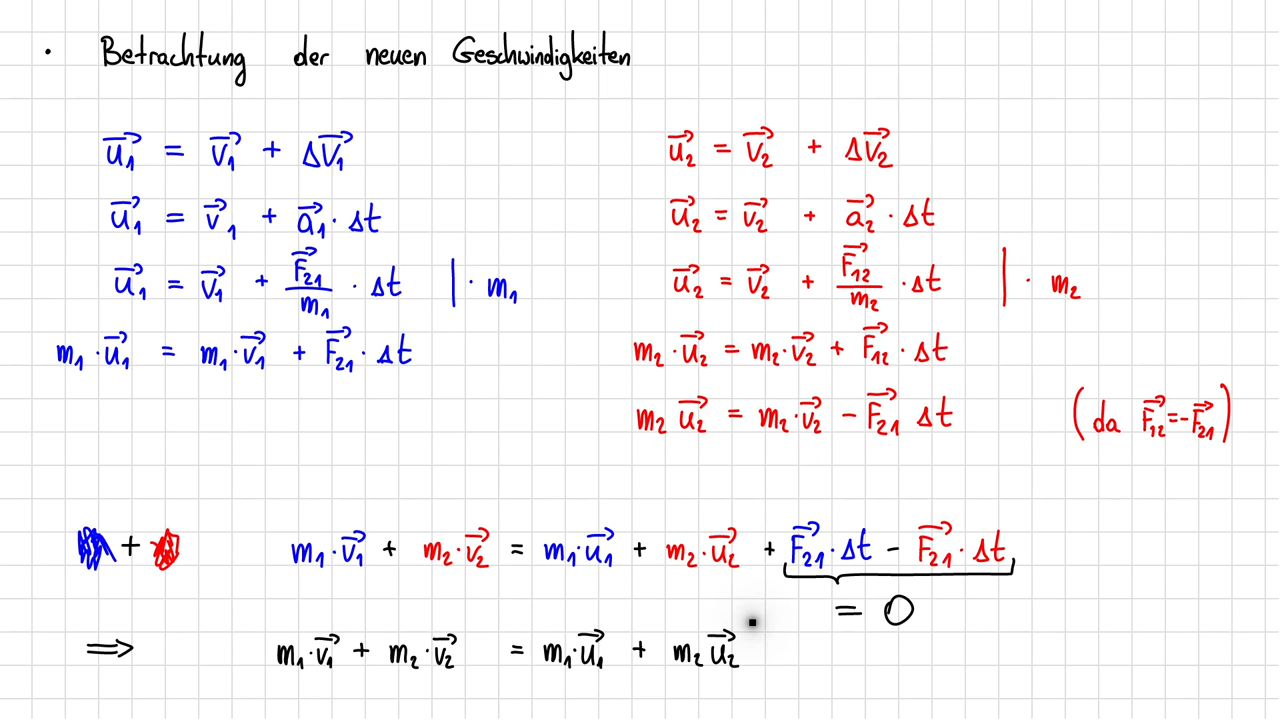 · Betrachtung der neuen Geschwindigkeiten
u₁⃗ = v₁⃗ + Δv₁⃗
u₁⃗ = v₁⃗ + a₁⃗ · Δt
u₁⃗ = v₁⃗ + F₂₁⃗/m₁ · Δt | · m₁
m₁ · u₁⃗ = m₁ · v₁⃗ + F₂₁⃗ · Δt
u₂⃗ = v₂⃗ + Δv₂⃗
u₂⃗ = v₂⃗ + a₂⃗ · Δt
u₂⃗ = v₂⃗ + F₁₂⃗/m₂ · Δt | · m₂
m₂ · u₂⃗ = m₂ · v₂⃗ + F₁₂⃗ · Δt
m₂ u₂⃗ = m₂ · v₂⃗ − F₂₁⃗ Δt (da F₁₂⃗ = −F₂₁⃗)
+ m₁ · v₁⃗ + m₂ · v₂⃗ = m₁ · u₁⃗ + m₂ · u₂⃗ + F₂₁⃗ · Δt − F₂₁⃗ · Δt
= 0
⟹ m₁ · v₁⃗ + m₂ · v₂⃗ = m₁ · u₁⃗ + m₂ u₂⃗